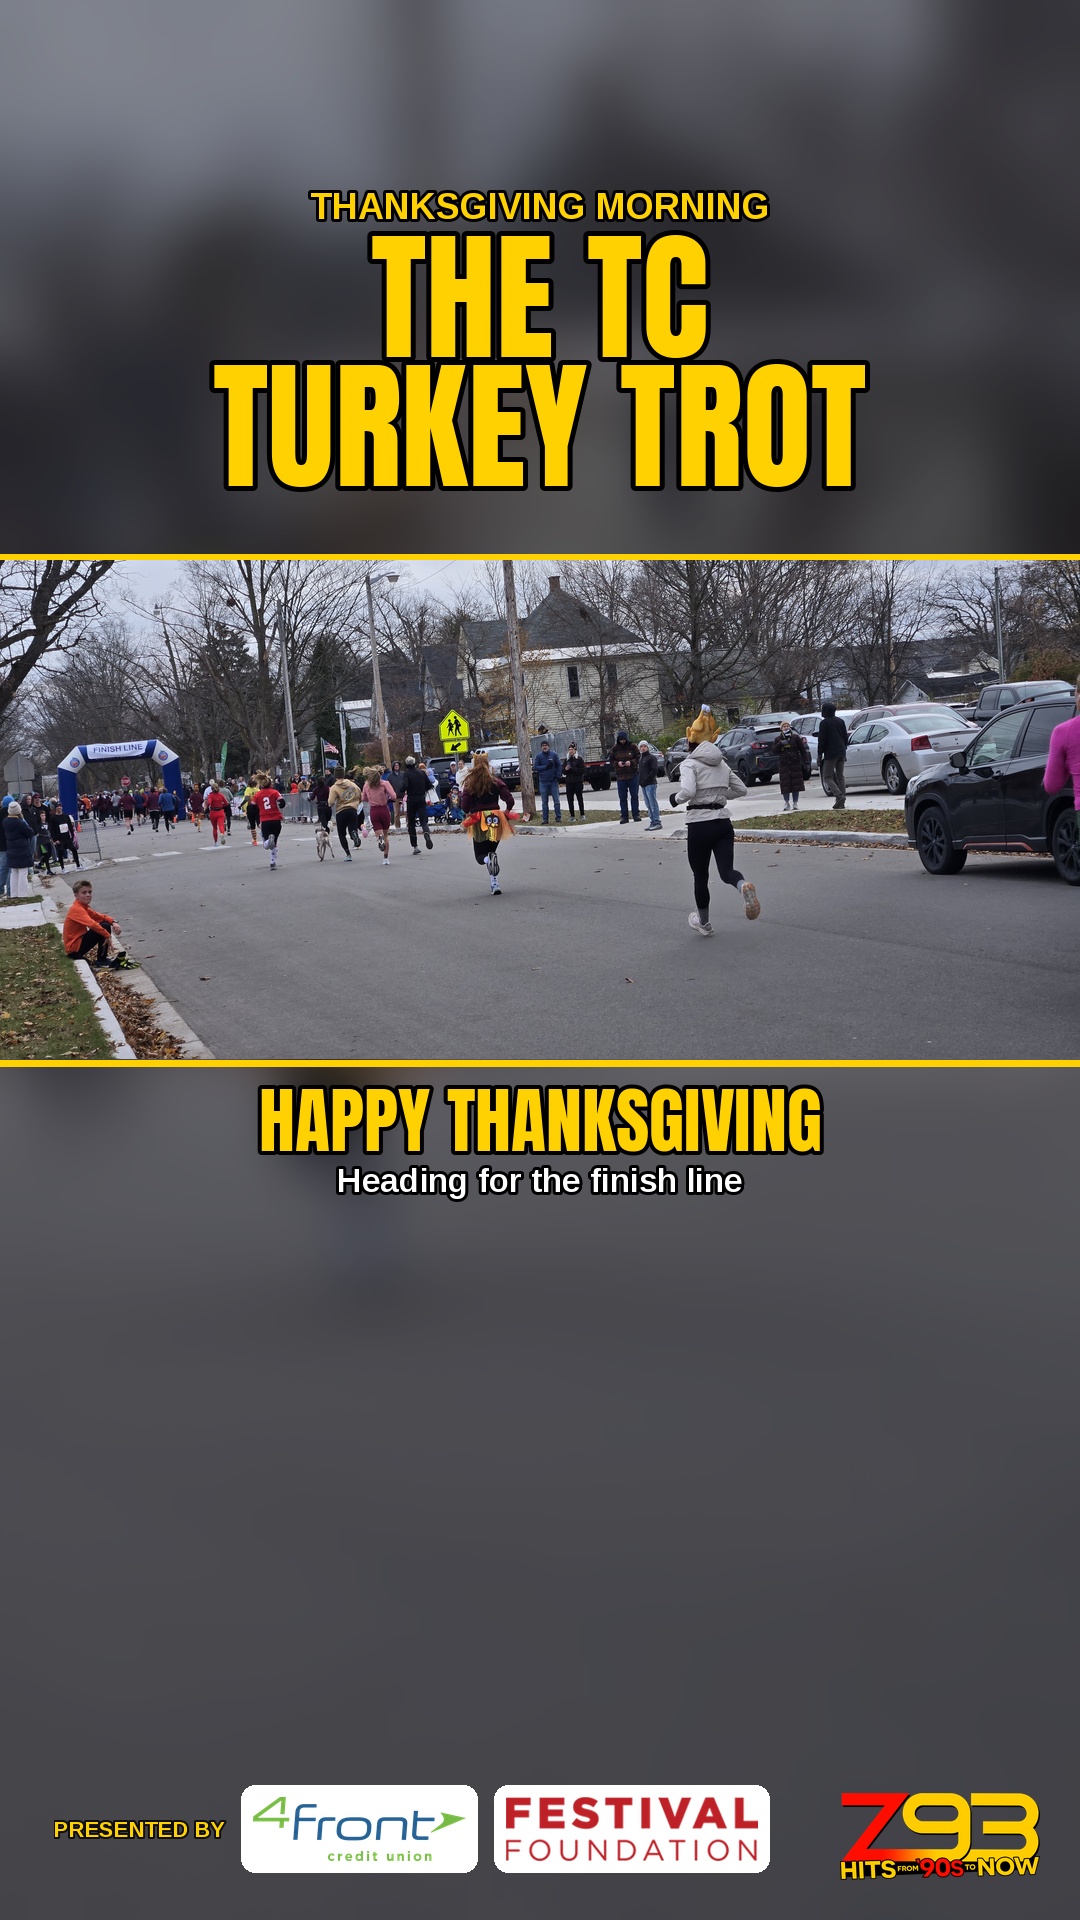 THANKSGIVING MORNING
THE TC
TURKEY TROT
FINISH LINE
2
HAPPY THANKSGIVING
Heading for the finish line
PRESENTED BY
4front
credit union
FESTIVAL
FOUNDATION
Z93
HITS FROM '90S TO NOW